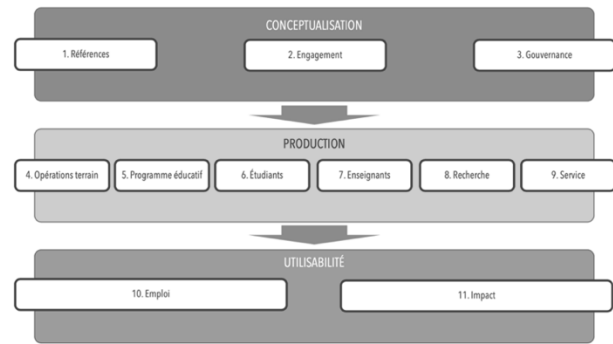 CONCEPTUALISATION
1. Références
2. Engagement
3. Gouvernance
PRODUCTION
4. Opérations terrain
5. Programme éducatif
6. Étudiants
7. Enseignants
8. Recherche
9. Service
UTILISABILITÉ
10. Emploi
11. Impact